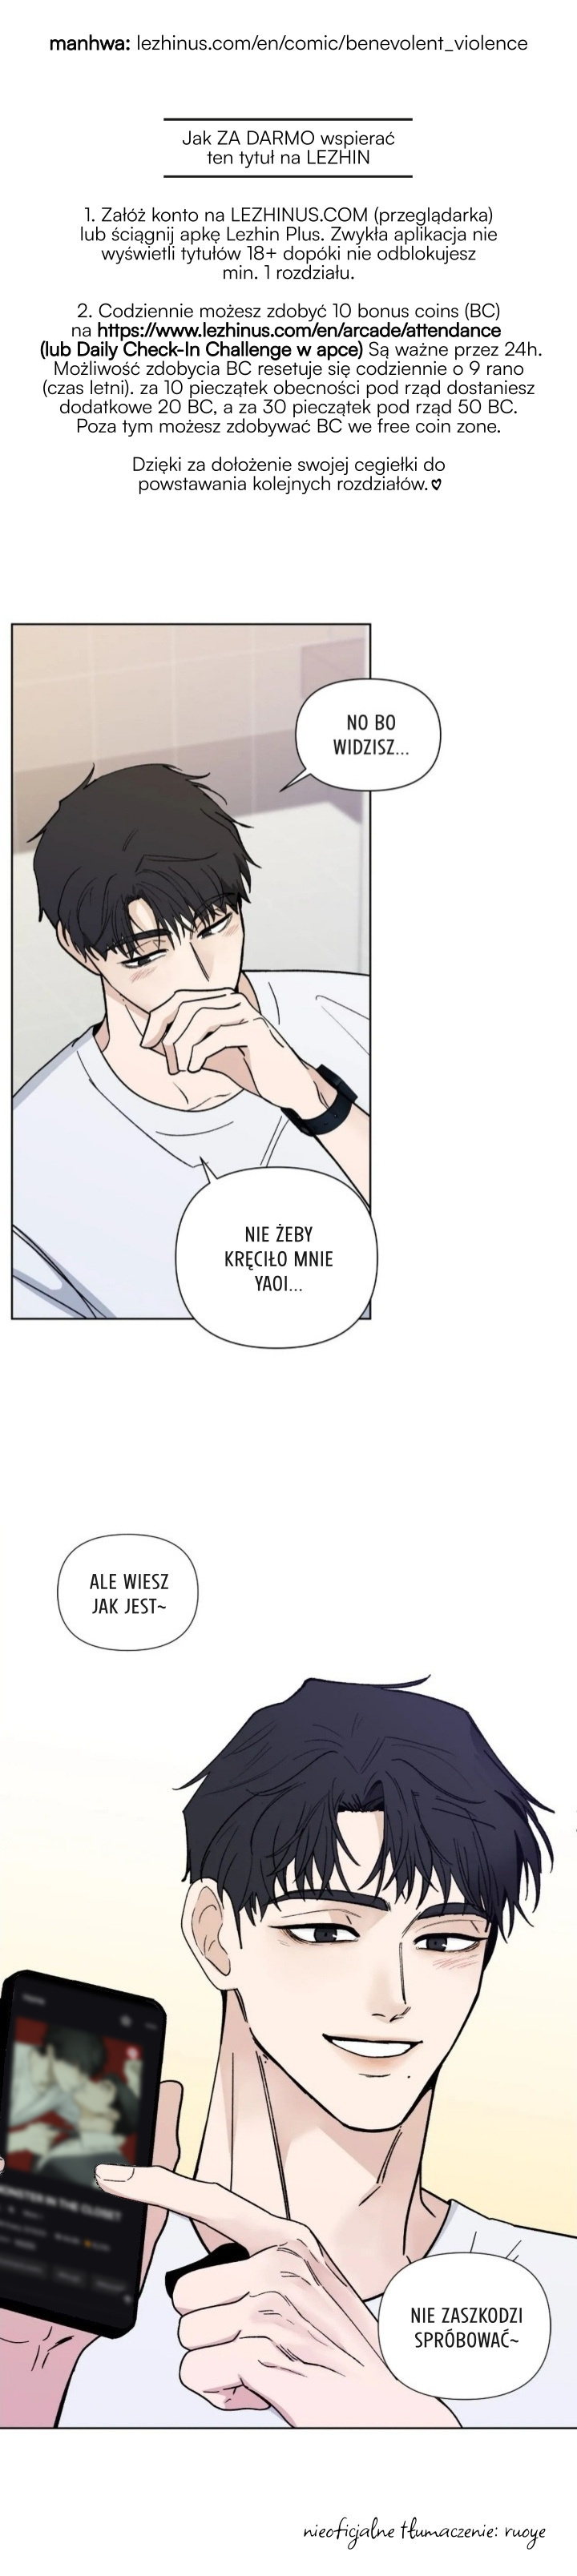 manhwa: lezhinus.com/en/comic/benevolent_violence
Jak ZA DARMO wspierać
ten tytuł na LEZHIN
1. Załóż konto na LEZHINUS.COM (przeglądarka)
lub ściągnij apkę Lezhin Plus. Zwykła aplikacja nie
wyświetli tytułów 18+ dopóki nie odblokujesz
min. 1 rozdziału.
2. Codziennie możesz zdobyć 10 bonus coins (BC)
na https://www.lezhinus.com/en/arcade/attendance
(lub Daily Check-In Challenge w apce) Są ważne przez 24h.
Możliwość zdobycia BC resetuje się codziennie o 9 rano
(czas letni). za 10 pieczątek obecności pod rząd dostaniesz
dodatkowe 20 BC, a za 30 pieczątek pod rząd 50 BC.
Poza tym możesz zdobywać BC we free coin zone.
Dzięki za dołożenie swojej cegiełki do
powstawania kolejnych rozdziałów.♡
NO BO
WIDZISZ...
NIE ŻEBY
KRĘCIŁO MNIE
YAOI...
ALE WIESZ
JAK JEST~
IN THE CLOSET
NIE ZASZKODZI
SPRÓBOWAĆ~
nieoficjalne tłumaczenie: ruoye